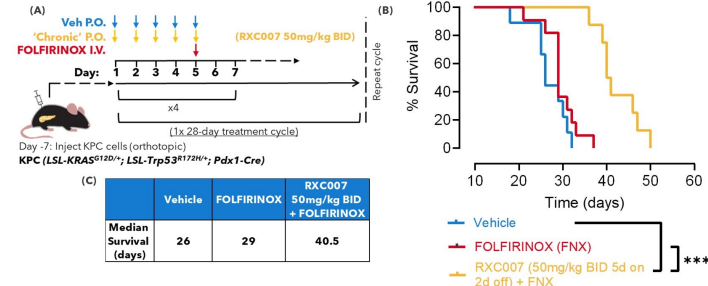 (A)
Veh P.O.
‘Chronic’ P.O.
(RXC007 50mg/kg BID)
FOLFIRINOX I.V.
Day: 1 2 3 4 5 6 7
x4
(1x 28-day treatment cycle)
Repeat cycle
Day -7: Inject KPC cells (orthotopic)
KPC (LSL-KRASG12D/+; LSL-Trp53R172H/+; Pdx1-Cre)
(B)
% Survival
100
80
60
40
20
0
10 20 30 40 50 60
Time (days)
Vehicle
FOLFIRINOX (FNX)
RXC007 (50mg/kg BID 5d on
2d off) + FNX
***
(C)
Vehicle FOLFIRINOX RXC007 50mg/kg BID + FOLFIRINOX
Median Survival (days) 26 29 40.5